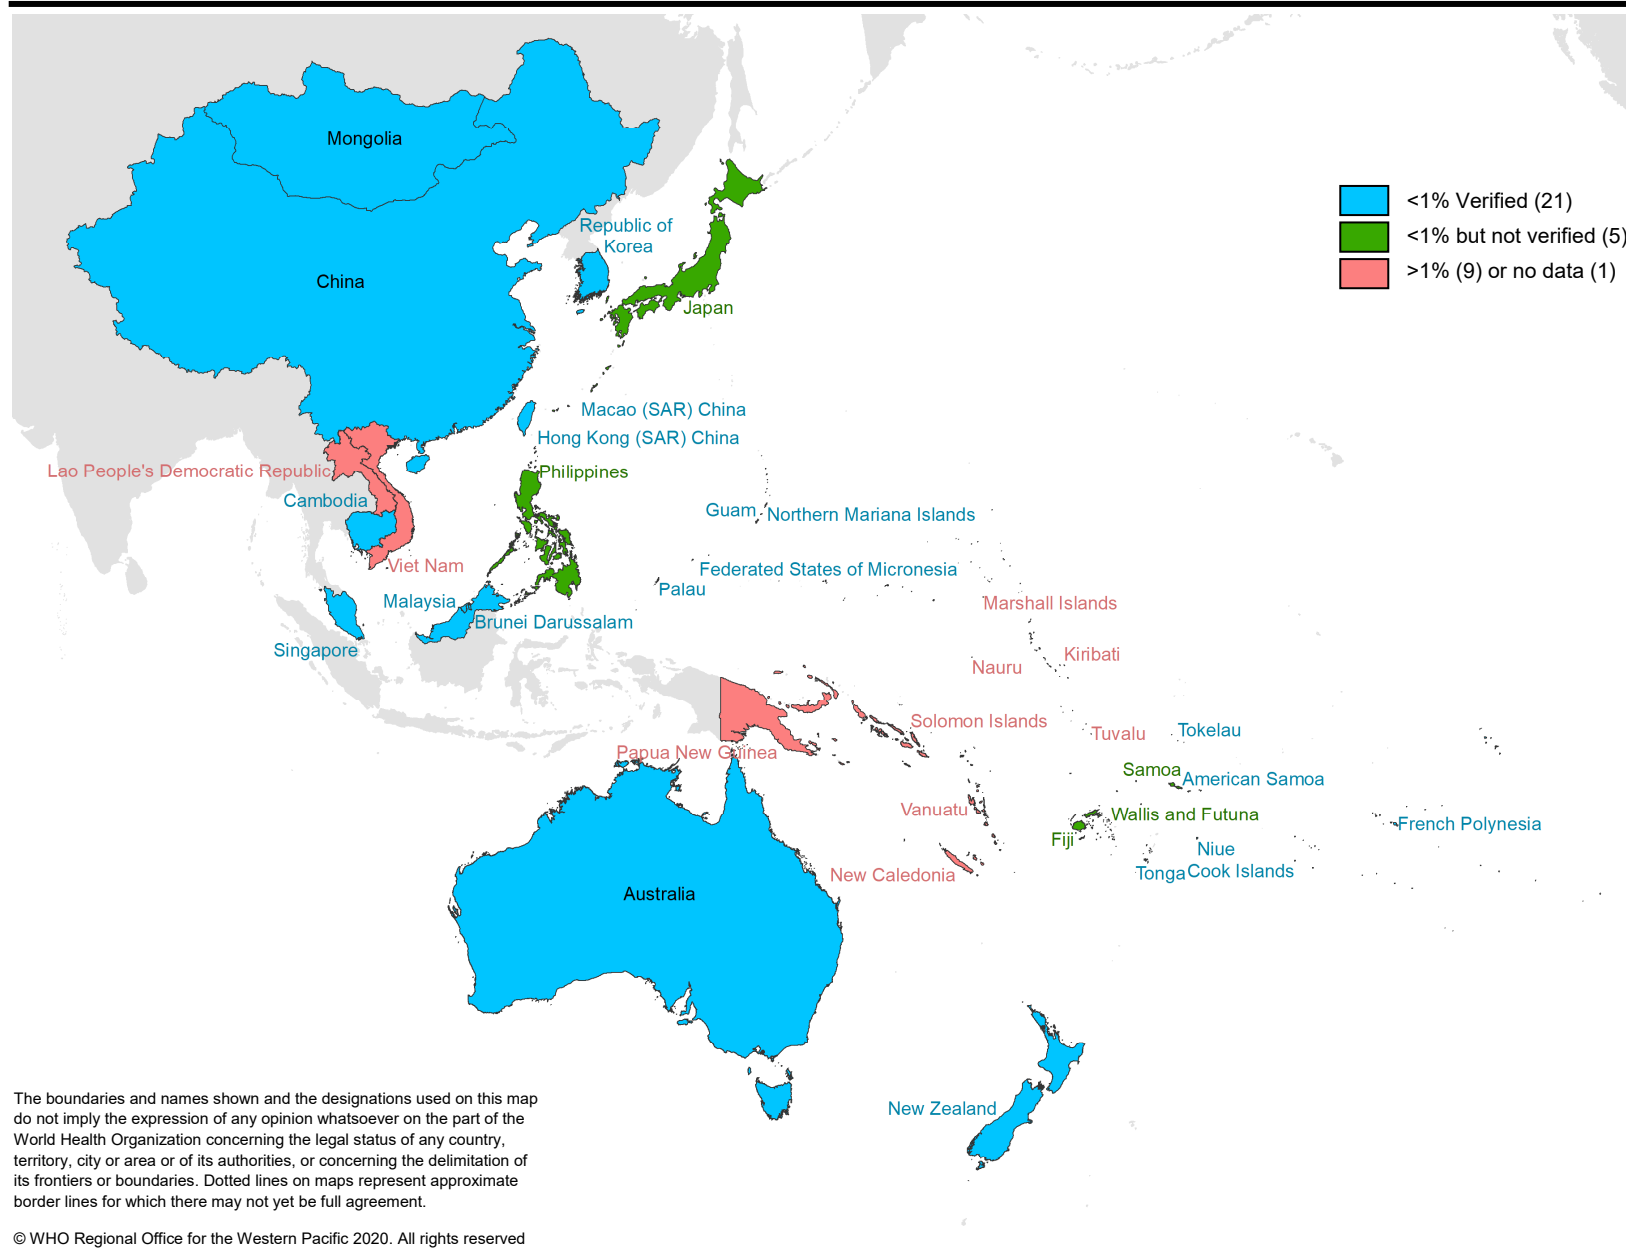 Mongolia
<1% Verified (21)
Republic of
Korea
<1% but not verified (5)
>1% (9) or no data (1)
China
Japan
Macao (SAR) China
Hong Kong (SAR) China
Lao People's Democratic Republic
Philippines
Cambodia
Guam
Northern Mariana Islands
Viet Nam
Federated States of Micronesia
Palau
Malaysia
Marshall Islands
Brunei Darussalam
Singapore
Kiribati
Nauru
Solomon Islands
Tuvalu
Tokelau
Papua New Guinea
Samoa
American Samoa
Vanuatu
Wallis and Futuna
French Polynesia
Fiji
Niue
New Caledonia
Tonga
Cook Islands
Australia
New Zealand
The boundaries and names shown and the designations used on this map
do not imply the expression of any opinion whatsoever on the part of the
World Health Organization concerning the legal status of any country,
territory, city or area or of its authorities, or concerning the delimitation of
its frontiers or boundaries. Dotted lines on maps represent approximate
border lines for which there may not yet be full agreement.
© WHO Regional Office for the Western Pacific 2020. All rights reserved